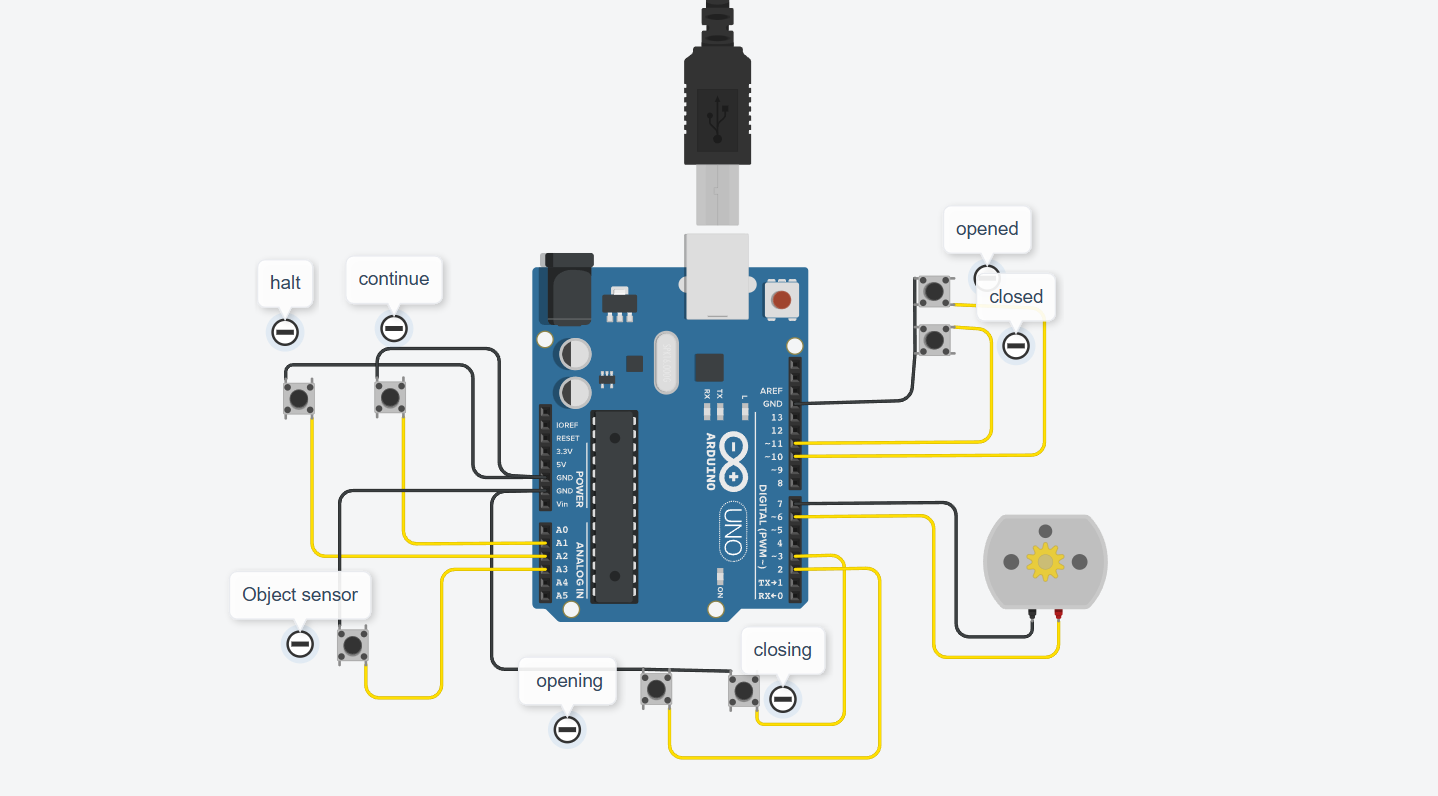 opened
halt
continue
closed
RX
TX
L
AREF
GND
13
12
~11
~10
~9
8
IOREF
RESET
3.3V
5V
GND
GND
Vin
POWER
ARDUINO
UNO
DIGITAL (PWM~)
7
~6
~5
4
~3
2
TX→1
RX←0
A0
A1
A2
A3
A4
A5
ANALOG IN
ON
Object sensor
closing
opening